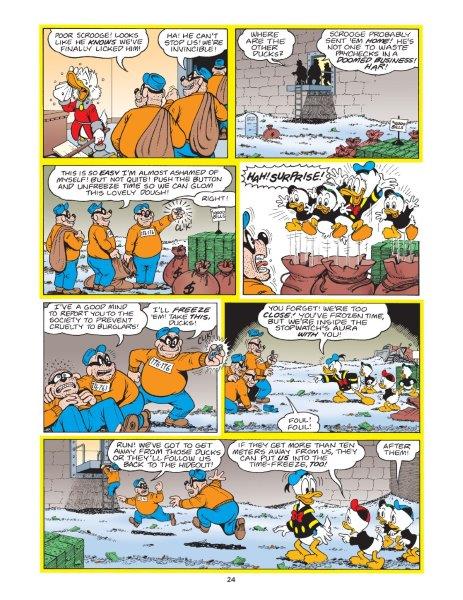 POOR SCROOGE! LOOKS
LIKE HE KNOWS WE'VE
FINALLY LICKED HIM!
HA! HE CAN'T
STOP US! WE'RE
INVINCIBLE!
WHERE
ARE THE
OTHER
DUCKS?
SCROOGE PROBABLY
SENT 'EM HOME! HE'S
NOT ONE TO WASTE
PAYCHECKS IN A
DOOMED BUSINESS!
HAR!
BILLS
THIS IS SO EASY I'M ALMOST ASHAMED OF
MYSELF! BUT NOT QUITE! PUSH THE BUTTON
AND UNFREEZE TIME SO WE CAN GLOM
THIS LOVELY DOUGH!
RIGHT!
BILLS
176-176
$
HAH! SURPRISE!
I'VE A GOOD MIND
TO REPORT YOU TO THE
SOCIETY TO PREVENT
CRUELTY TO BURGLARS!
I'LL FREEZE
'EM! TAKE THIS,
DUCKS!
176-176
YOU FORGET! WE'RE TOO
CLOSE! YOU'VE FROZEN TIME,
BUT WE'RE INSIDE THE
STOPWATCH'S AURA
WITH YOU!
FOUL!
FOUL!
RUN! WE'VE GOT TO GET
AWAY FROM THOSE DUCKS
OR THEY'LL FOLLOW US
BACK TO THE HIDEOUT!
IF THEY GET MORE THAN TEN
METERS AWAY FROM US, THEY
CAN PUT US INTO THE
TIME-FREEZE, TOO!
AFTER
THEM!
24